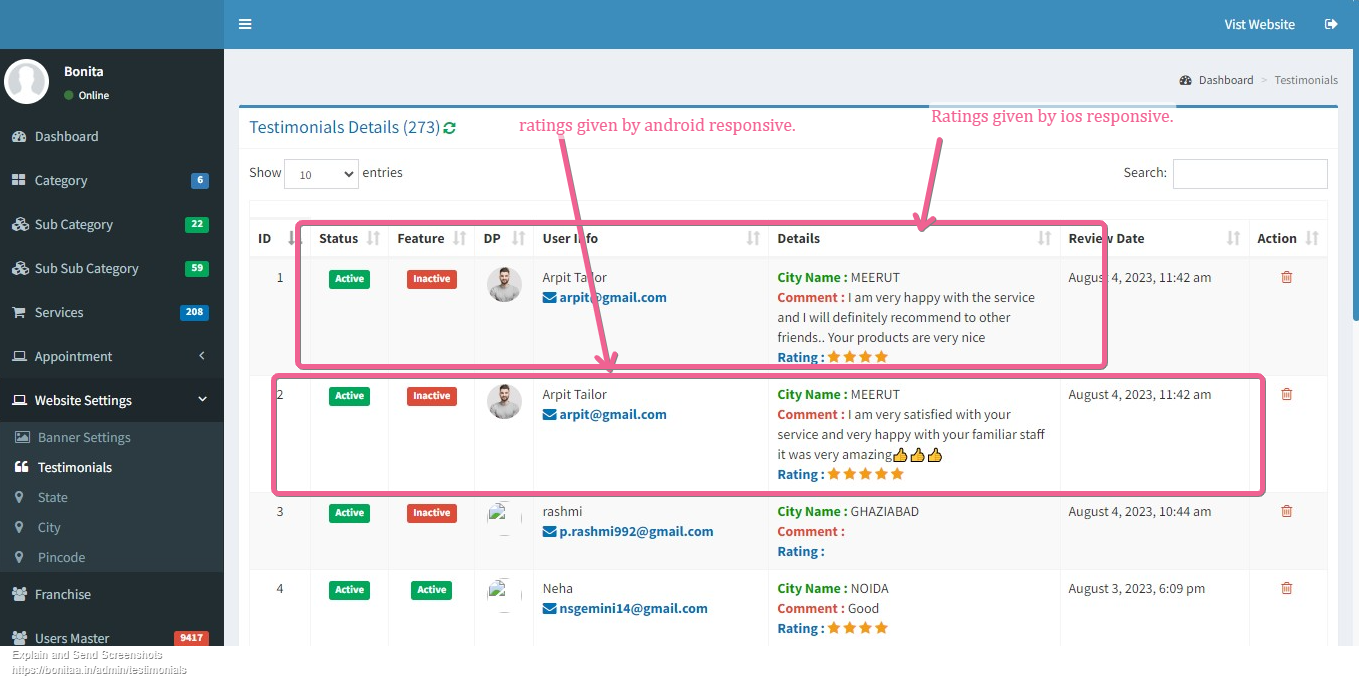 Vist Website
Bonita
Online
Dashboard > Testimonials
Dashboard
Category 6
Sub Category 22
Sub Sub Category 59
Services 208
Appointment
Website Settings
Banner Settings
Testimonials
State
City
Pincode
Franchise
Users Master 9417
Testimonials Details (273)
ratings given by android responsive.
Ratings given by ios responsive.
Show 10 entries
Search:
ID Status Feature DP User Info Details Review Date Action
1 Active Inactive Arpit Tailor City Name : MEERUT August 4, 2023, 11:42 am
arpit@gmail.com Comment : I am very happy with the service
and I will definitely recommend to other
friends.. Your products are very nice
Rating : ★★★★
2 Active Inactive Arpit Tailor City Name : MEERUT August 4, 2023, 11:42 am
arpit@gmail.com Comment : I am very satisfied with your
service and very happy with your familiar staff
it was very amazing👍👍👍
Rating : ★★★★★
3 Active Inactive rashmi City Name : GHAZIABAD August 4, 2023, 10:44 am
p.rashmi992@gmail.com Comment :
Rating :
4 Active Active Neha City Name : NOIDA August 3, 2023, 6:09 pm
nsgemini14@gmail.com Comment : Good
Rating : ★★★★
Explain and Send Screenshots
https://bonitaa.in/admin/testimonials